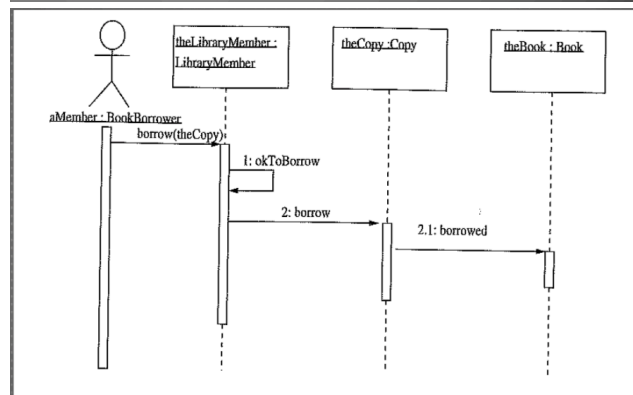 theLibraryMember :
LibraryMember
theCopy :Copy
theBook : Book
aMember : BookBorrower
borrow(theCopy)
1: okToBorrow
2: borrow
2.1: borrowed